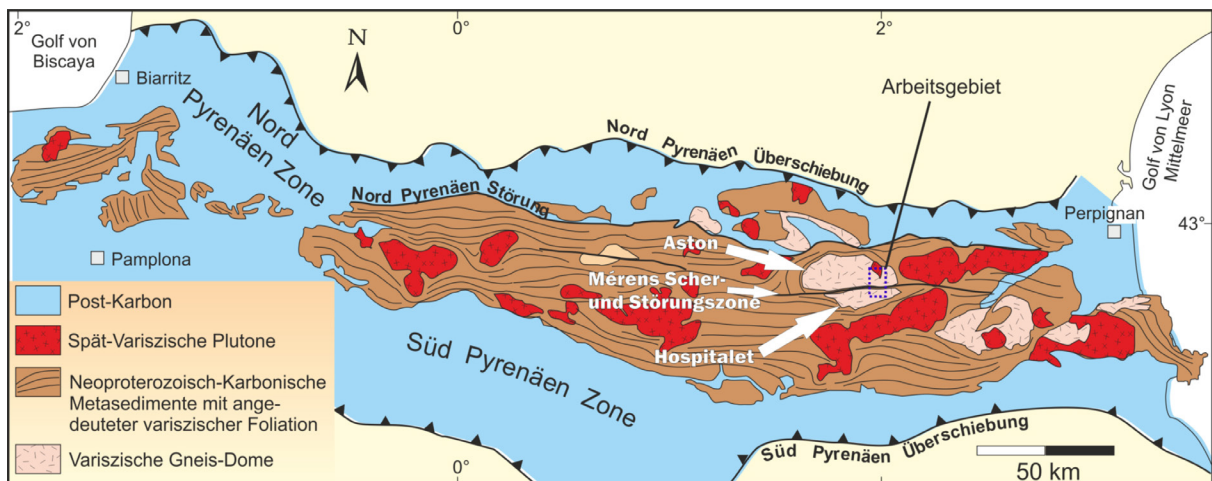 2°
0°
2°
Golf von
Biscaya
N
Biarritz
Arbeitsgebiet
Golf von Lyon
Mittelmeer
Nord
Pyrenäen Zone
Nord Pyrenäen Überschiebung
Nord Pyrenäen Störung
Perpignan
43°
Aston
Pamplona
Mérens Scher-
und Störungszone
Post-Karbon
Spät-Variszische Plutone
Süd Pyrenäen Zone
Hospitalet
Neoproterozoisch-Karbonische
Metasedimente mit ange-
deuteter variszischer Foliation
Variszische Gneis-Dome
0°
Süd Pyrenäen Überschiebung
50 km